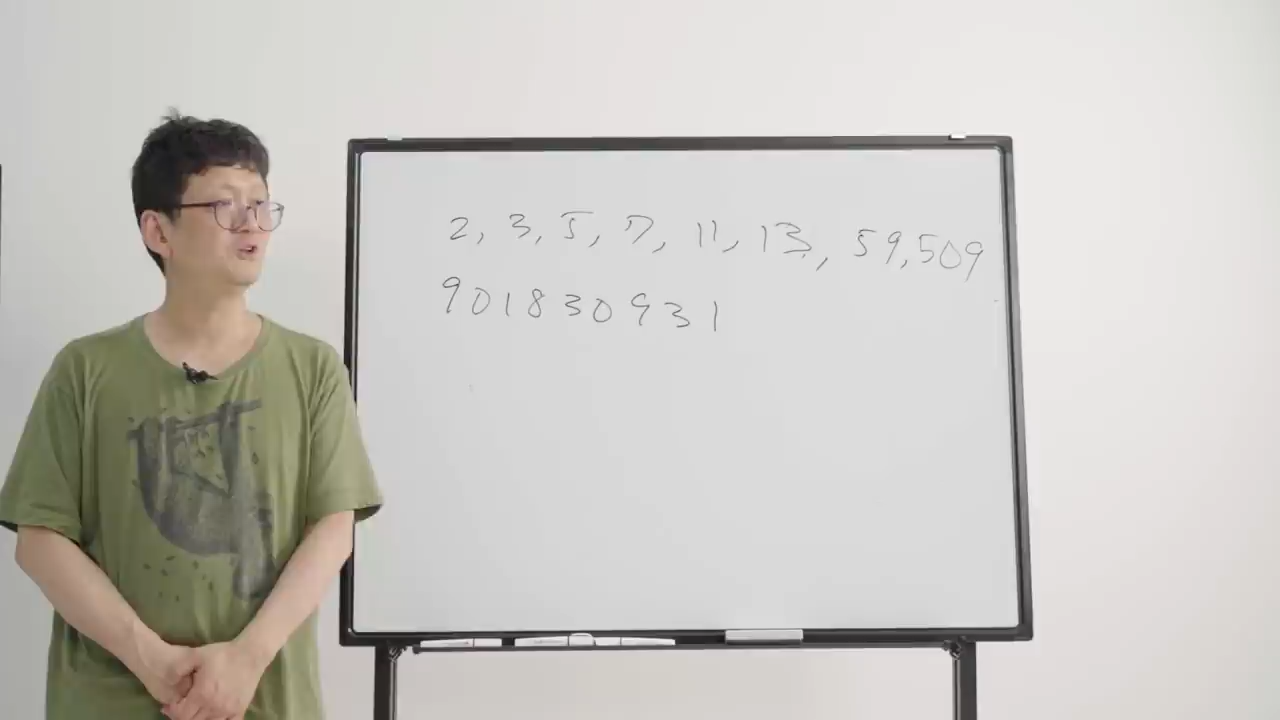 2, 3, 5, 7, 11, 13, 59, 509
901830931